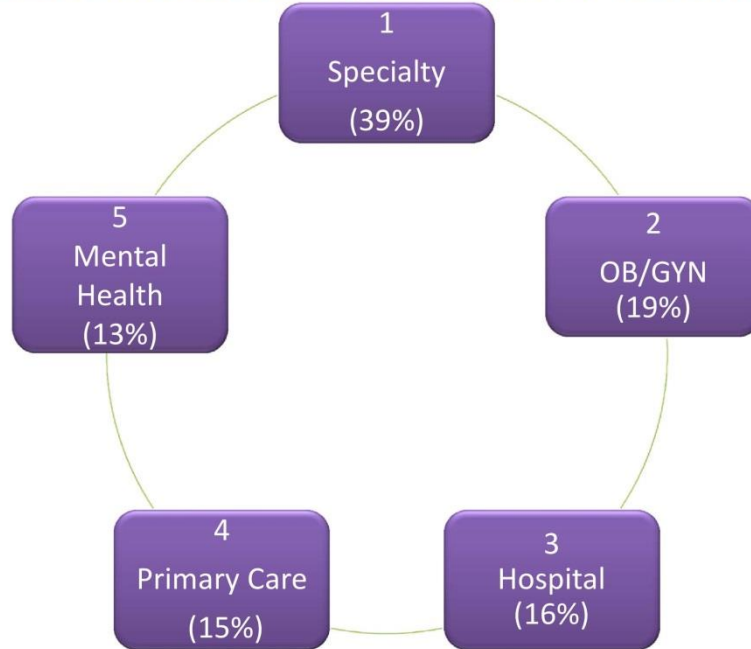 1
Specialty
(39%)
2
OB/GYN
(19%)
3
Hospital
(16%)
4
Primary Care
(15%)
5
Mental
Health
(13%)